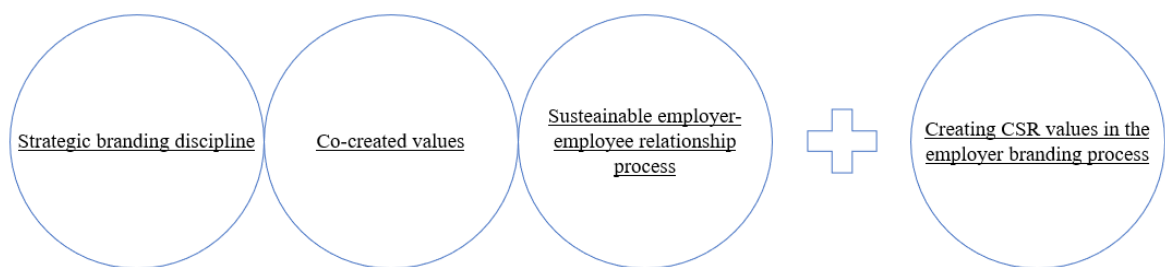 Strategic branding discipline
Co-created values
Susteainable employer-
employee relationship
process
Creating CSR values in the
employer branding process